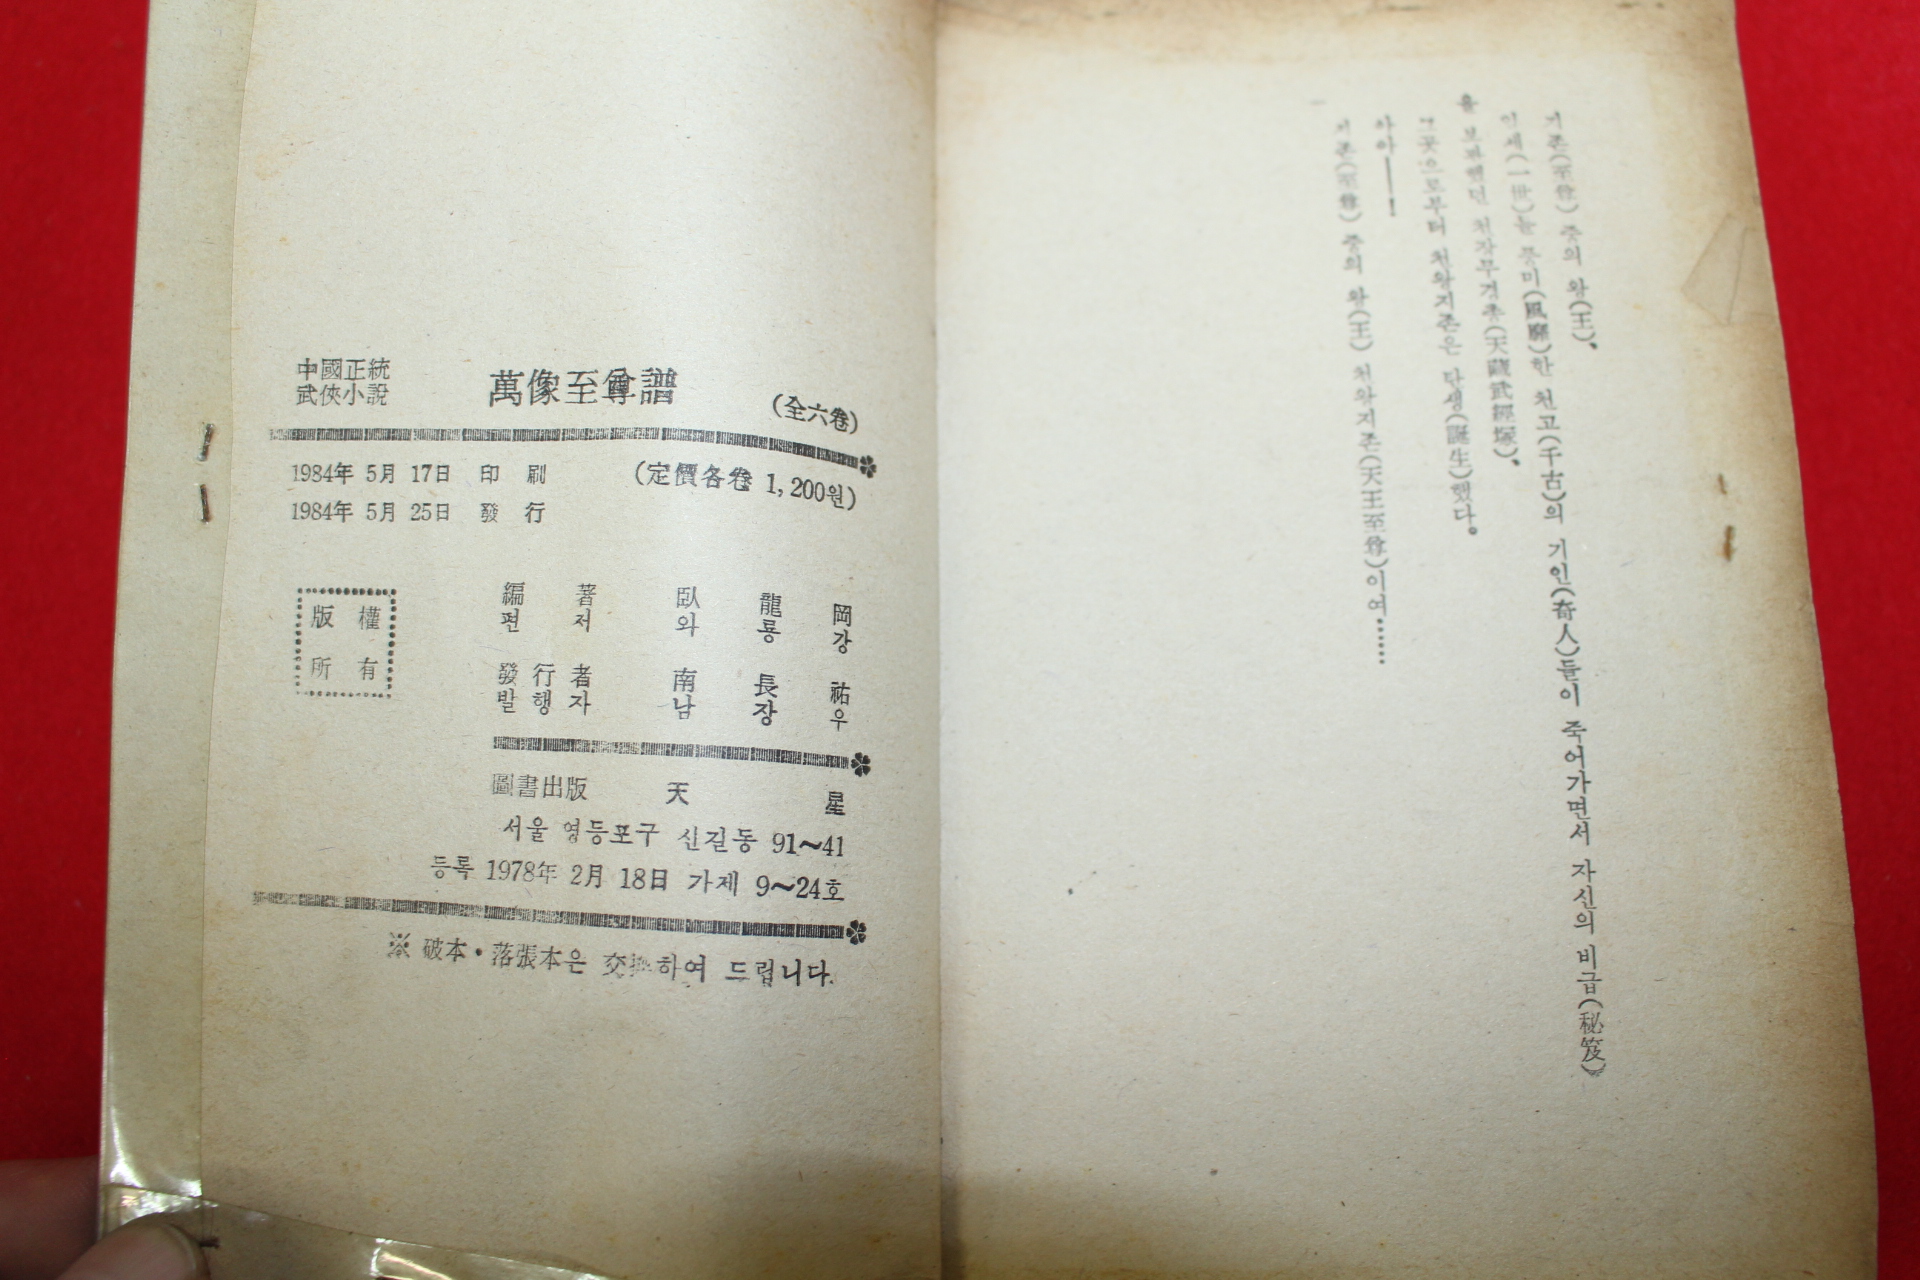 지존(至尊) 중의 왕(王)、
일세(一世)를 풍미(風靡)한 천고(千古)의 기인(奇人)들이 죽어가면서 자신의 비급(秘笈)
을 보관했던 천장무경총(天藏武經塚)、
그곳으로부터 천왕지존은 탄생(誕生)했다。
아아——!
지존(至尊) 중의 왕(王) 천왕지존(天王至尊)이여……
中國正統
武俠小說
萬像至尊譜
(全六卷)
1984年 5月 17日 印 刷 (定價各卷 1,200원)
1984年 5月 25日 發 行
版 權
所 有
編 著 臥 龍 岡
편 저 와 룡 강
發 行 者 南 長 祐
발 행 자 남 장 우
圖書出版 天 星
서울 영등포구 신길동 91~41
등록 1978年 2月 18日 가제 9~24호
※ 破本·落張本은 交換하여 드립니다.